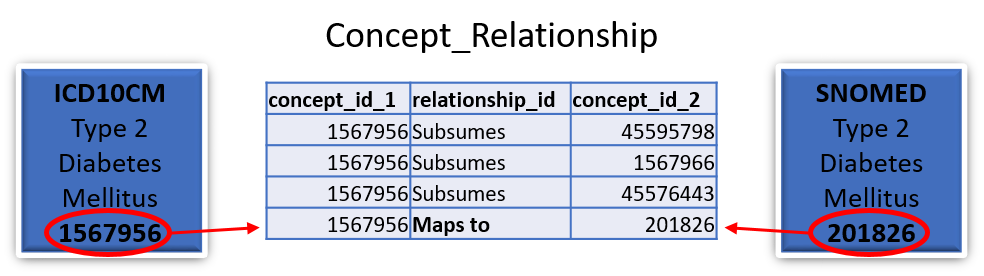 Concept_Relationship
ICD10CM
Type 2
Diabetes
Mellitus
1567956
concept_id_1 relationship_id concept_id_2
1567956 Subsumes 45595798
1567956 Subsumes 1567966
1567956 Subsumes 45576443
1567956 Maps to 201826
SNOMED
Type 2
Diabetes
Mellitus
201826